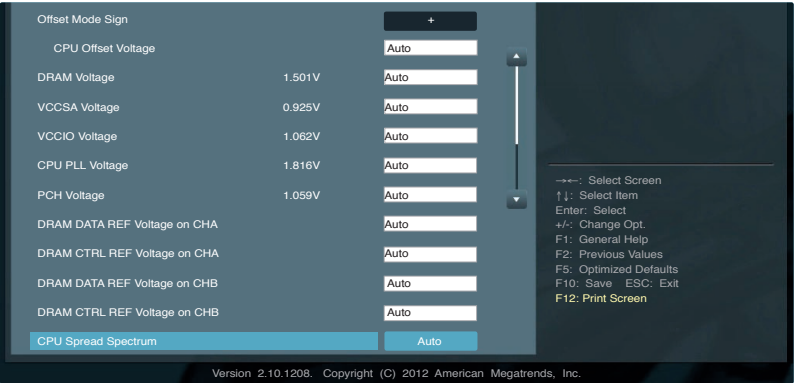 Offset Mode Sign +
CPU Offset Voltage Auto
DRAM Voltage 1.501V Auto
VCCSA Voltage 0.925V Auto
VCCIO Voltage 1.062V Auto
CPU PLL Voltage 1.816V Auto
PCH Voltage 1.059V Auto
DRAM DATA REF Voltage on CHA Auto
DRAM CTRL REF Voltage on CHA Auto
DRAM DATA REF Voltage on CHB Auto
DRAM CTRL REF Voltage on CHB Auto
CPU Spread Spectrum Auto
→←: Select Screen
↑↓: Select Item
Enter: Select
+/-: Change Opt.
F1: General Help
F2: Previous Values
F5: Optimized Defaults
F10: Save ESC: Exit
F12: Print Screen
Version 2.10.1208. Copyright (C) 2012 American Megatrends, Inc.